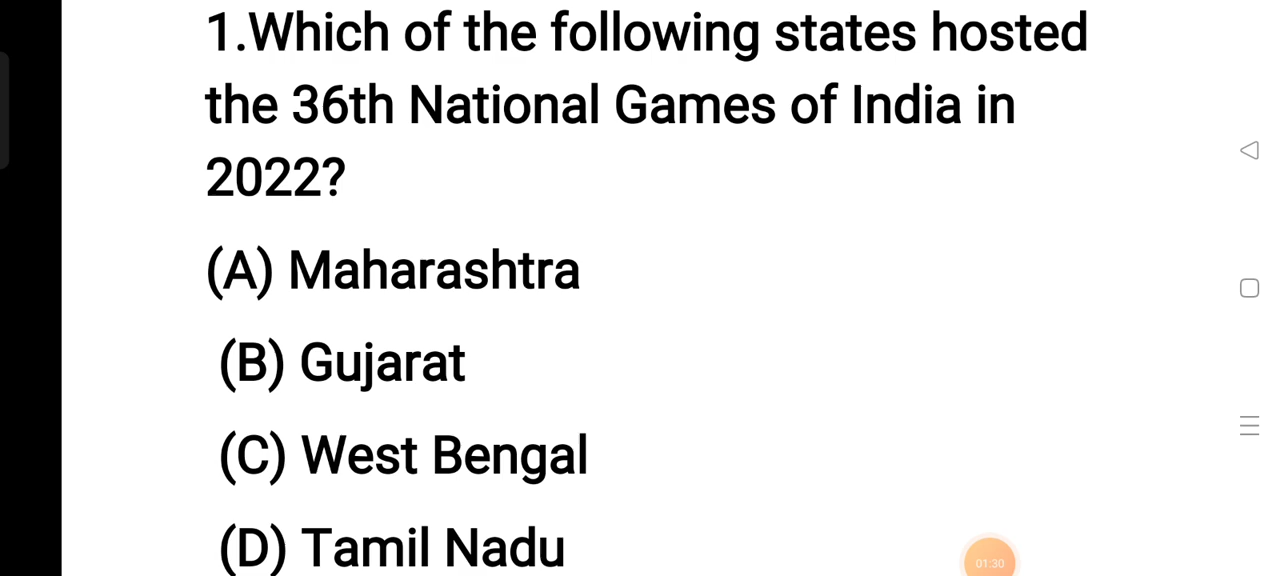 1.Which of the following states hosted
the 36th National Games of India in
2022?
(A) Maharashtra
(B) Gujarat
(C) West Bengal
(D) Tamil Nadu
01:30